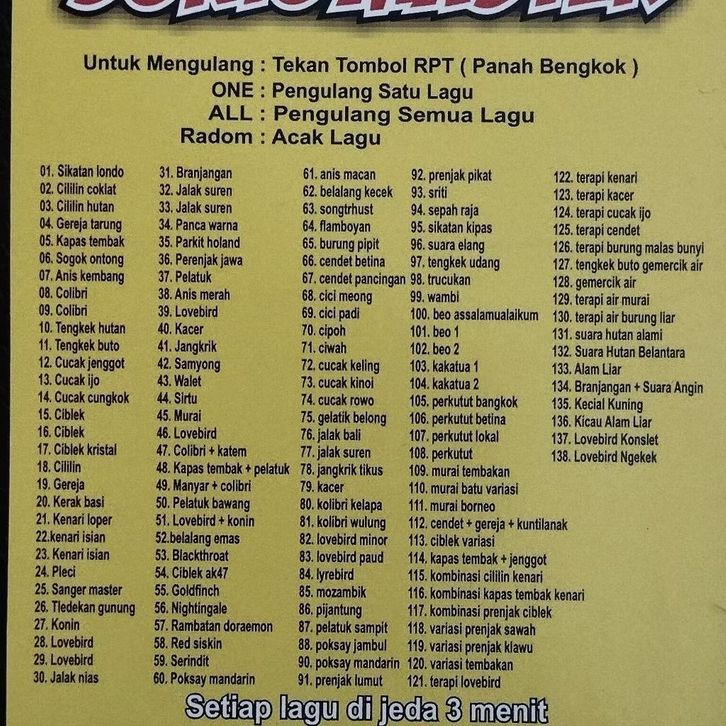 Untuk Mengulang : Tekan Tombol RPT ( Panah Bengkok )
ONE : Pengulang Satu Lagu
ALL : Pengulang Semua Lagu
Radom : Acak Lagu
01. Sikatan londo
02. Cililin coklat
03. Cililin hutan
04. Gereja tarung
05. Kapas tembak
06. Sogok ontong
07. Anis kembang
08. Colibri
09. Colibri
10. Tengkek hutan
11. Tengkek buto
12. Cucak jenggot
13. Cucak ijo
14. Cucak cungkok
15. Ciblek
16. Ciblek
17. Ciblek kristal
18. Cililin
19. Gereja
20. Kerak basi
21. Kenari loper
22.kenari isian
23. Kenari isian
24. Pleci
25. Sanger master
26. Tledekan gunung
27. Konin
28. Lovebird
29. Lovebird
30. Jalak nias
31. Branjangan
32. Jalak suren
33. Jalak suren
34. Panca warna
35. Parkit holand
36. Perenjak jawa
37. Pelatuk
38. Anis merah
39. Lovebird
40. Kacer
41. Jangkrik
42. Samyong
43. Walet
44. Sirtu
45. Murai
46. Lovebird
47. Colibri + katem
48. Kapas tembak + pelatuk
49. Manyar + colibri
50. Pelatuk bawang
51. Lovebird + konin
52.belalang emas
53. Blackthroat
54. Ciblek ak47
55. Goldfinch
56. Nightingale
57. Rambatan doraemon
58. Red siskin
59. Serindit
60. Poksay mandarin
61. anis macan
62. belalang kecek
63. songtrhust
64. flamboyan
65. burung pipit
66. cendet betina
67. cendet pancingan
68. cici meong
69. cici padi
70. cipoh
71. ciwah
72. cucak keling
73. cucak kinoi
74. cucak rowo
75. gelatik belong
76. jalak bali
77. jalak suren
78. jangkrik tikus
79. kacer
80. kolibri kelapa
81. kolibri wulung
82. lovebird minor
83. lovebird paud
84. lyrebird
85. mozambik
86. pijantung
87. pelatuk sampit
88. poksay jambul
90. poksay mandarin
91. prenjak lumut
92. prenjak pikat
93. sriti
94. sepah raja
95. sikatan kipas
96. suara elang
97. tengkek udang
98. trucukan
99. wambi
100. beo assalamualaikum
101. beo 1
102. beo 2
103. kakatua 1
104. kakatua 2
105. perkutut bangkok
106. perkutut betina
107. perkutut lokal
108. perkutut
109. murai tembakan
110. murai batu variasi
111. murai borneo
112. cendet + gereja + kuntilanak
113. ciblek variasi
114. kapas tembak + jenggot
115. kombinasi cililin kenari
116. kombinasi kapas tembak kenari
117. kombinasi prenjak ciblek
118. variasi prenjak sawah
119. variasi prenjak klawu
120. variasi tembakan
121. terapi lovebird
122. terapi kenari
123. terapi kacer
124. terapi cucak ijo
125. terapi cendet
126. terapi burung malas bunyi
127. tengkek buto gemercik air
128. gemercik air
129. terapi air murai
130. terapi air burung liar
131. suara hutan alami
132. Suara Hutan Belantara
133. Alam Liar
134. Branjangan + Suara Angin
135. Kecial Kuning
136. Kicau Alam Liar
137. Lovebird Konslet
138. Lovebird Ngekek
Setiap lagu di jeda 3 menit